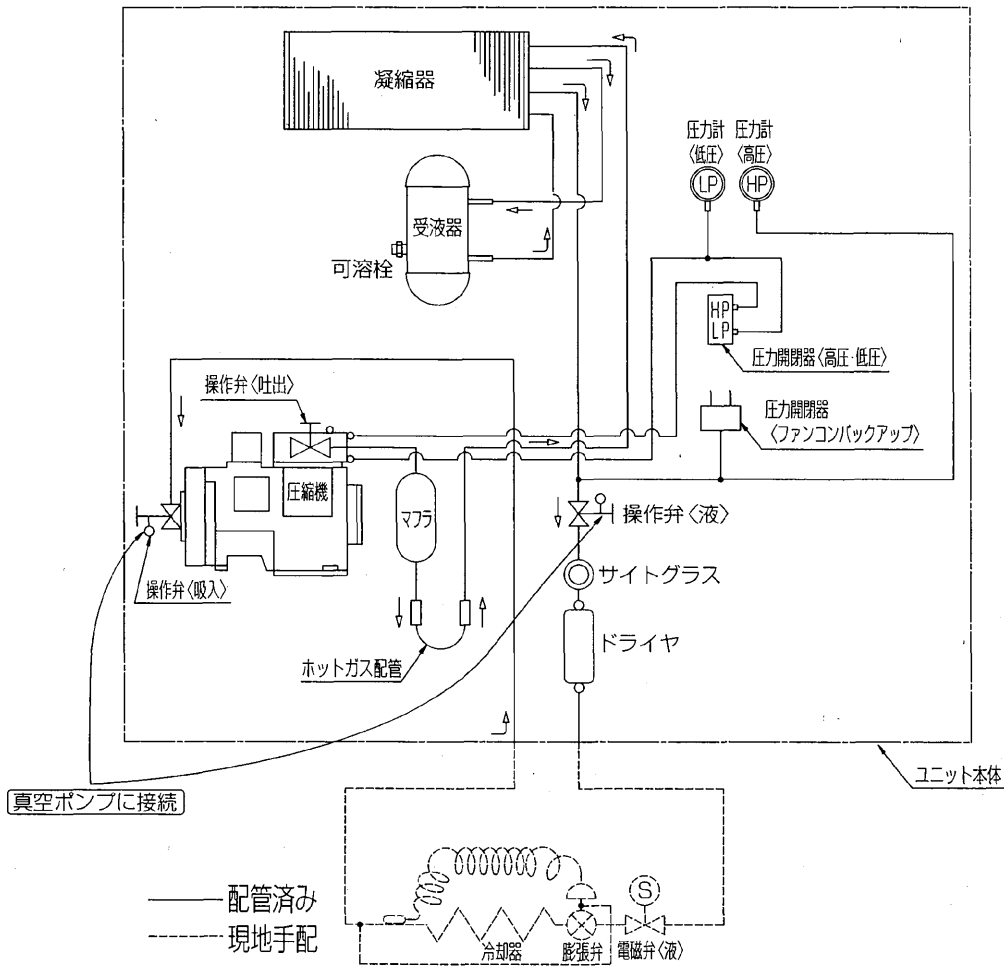 凝縮器
圧力計
〈低圧〉
圧力計
〈高圧〉
LP
HP
受液器
可溶栓
HP
LP
圧力開閉器〈高圧・低圧〉
操作弁〈吐出〉
圧力開閉器
〈ファンコンバックアップ〉
圧縮機
マフラ
操作弁〈液〉
操作弁〈吸入〉
サイトグラス
ドライヤ
ホットガス配管
ユニット本体
真空ポンプに接続
S
配管済み
現地手配
冷却器
膨張弁
電磁弁〈液〉